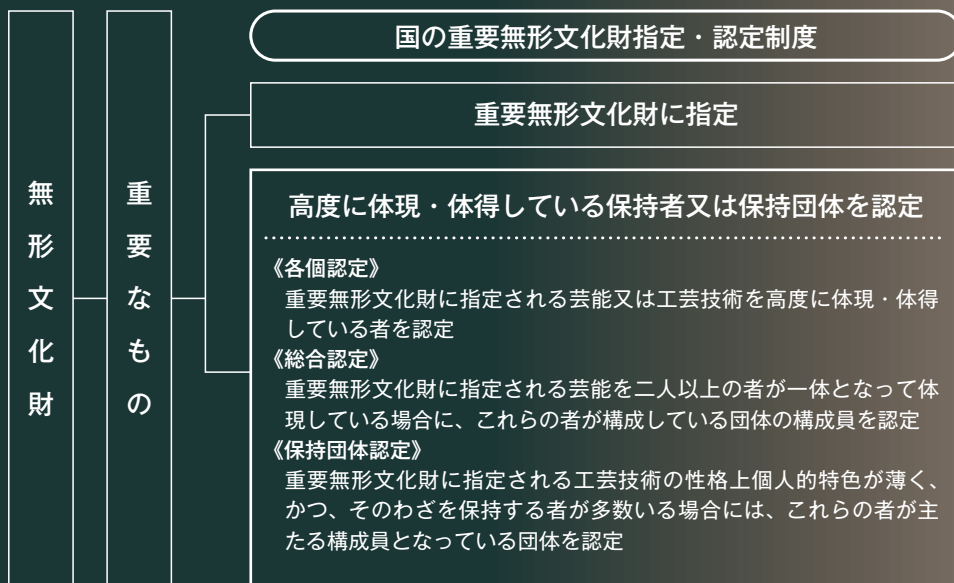 国の重要無形文化財指定・認定制度
無形文化財
重要なもの
重要無形文化財に指定
高度に体現・体得している保持者又は保持団体を認定
《各個認定》
重要無形文化財に指定される芸能又は工芸技術を高度に体現・体得
している者を認定
《総合認定》
重要無形文化財に指定される芸能を二人以上の者が一体となって体
現している場合に、これらの者が構成している団体の構成員を認定
《保持団体認定》
重要無形文化財に指定される工芸技術の性格上個人的特色が薄く、
かつ、そのわざを保持する者が多数いる場合には、これらの者が主
たる構成員となっている団体を認定